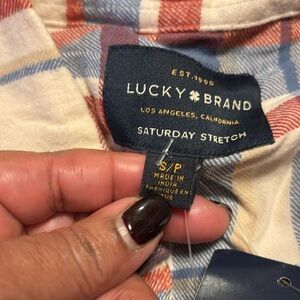 EST. 1990
LUCKY BRAND
LOS ANGELES, CALIFORNIA
SATURDAY STRETCH
S/P
MADE IN
INDIA